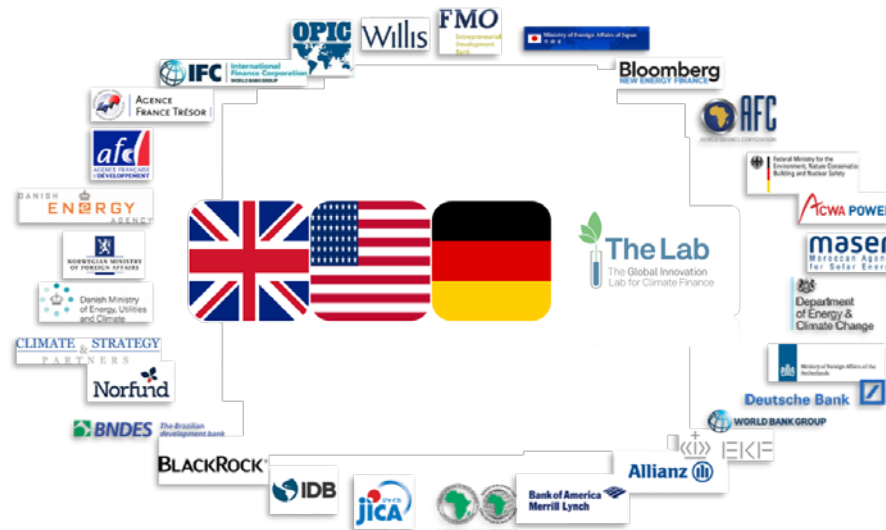 OPIC
Willis
FMO
Entrepreneurial
Development
Bank
Ministry of Foreign Affairs of Japan
IFC
International
Finance Corporation
WORLD BANK GROUP
Bloomberg
NEW ENERGY FINANCE
AGENCE
FRANCE TRÉSOR
AFC
AFRICA FINANCE CORPORATION
afd
AGENCE FRANÇAISE
DE DÉVELOPPEMENT
Federal Ministry for the
Environment, Nature Conservation
Building and Nuclear Safety
DANISH
ENERGY
AGENCY
ACWA POWER
NORWEGIAN MINISTRY
OF FOREIGN AFFAIRS
The Lab
The Global Innovation
Lab for Climate Finance
masen
Moroccan Agency
for Solar Energy
Danish Ministry
of Energy, Utilities
and Climate
Department
of Energy &
Climate Change
CLIMATE & STRATEGY
PARTNERS
Ministry of Foreign Affairs of the
Netherlands
Norfund
Deutsche Bank
BNDES
The Brazilian
development bank
WORLD BANK GROUP
EKF
BLACKROCK®
Allianz
IDB
JICA
Bank of America
Merrill Lynch